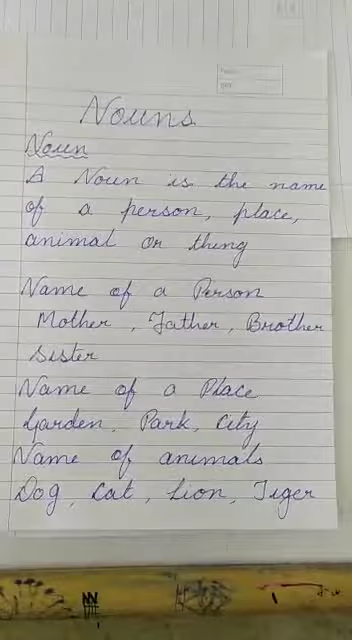 Nouns
Noun
A Noun is the name
of a person, place,
animal or thing
Name of a Person
Mother, Father, Brother
Sister
Name of a Place
Garden, Park, City
Name of animals
Dog, Cat, Lion, Tiger